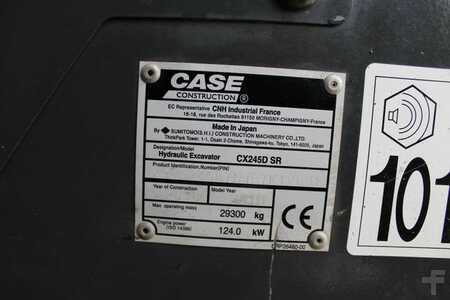 CASE
CONSTRUCTION ®
EC Representative CNH Industrial France
16-18, rue des Rochettes 91150 MORIGNY-CHAMPIGNY-France
Made In Japan
By SUMITOMO(S.H.I.) CONSTRUCTION MACHINERY CO.,LTD.
ThinkPark Tower 1-1, Osaki 2-Chome, Shinagawa-ku, Tokyo, 141-6025, Japan
Designation/Model
Hydraulic Excavator CX245D SR
Product Identification Number(PIN)
Year of Construction Model Year
Max operating mass
29300 kg
Engine power
(ISO 14396) 124.0 kW
CE
101